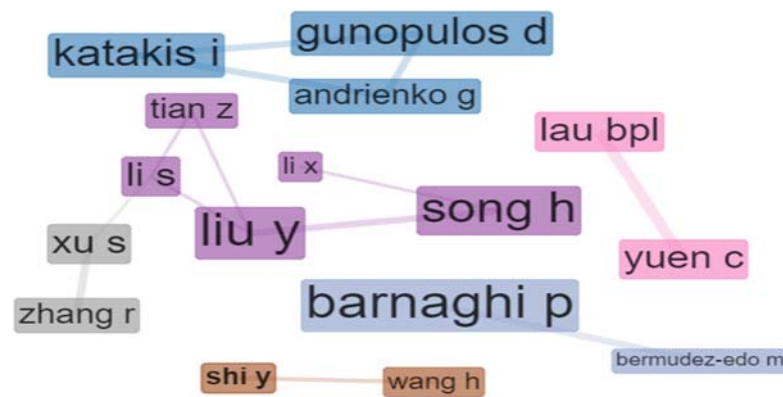 gunopulos d
katakis i
andrienko g
tian z
lau bpl
li x
li s
song h
liu y
xu s
yuen c
barnaghi p
zhang r
bermudez-edo m
shi y
wang h